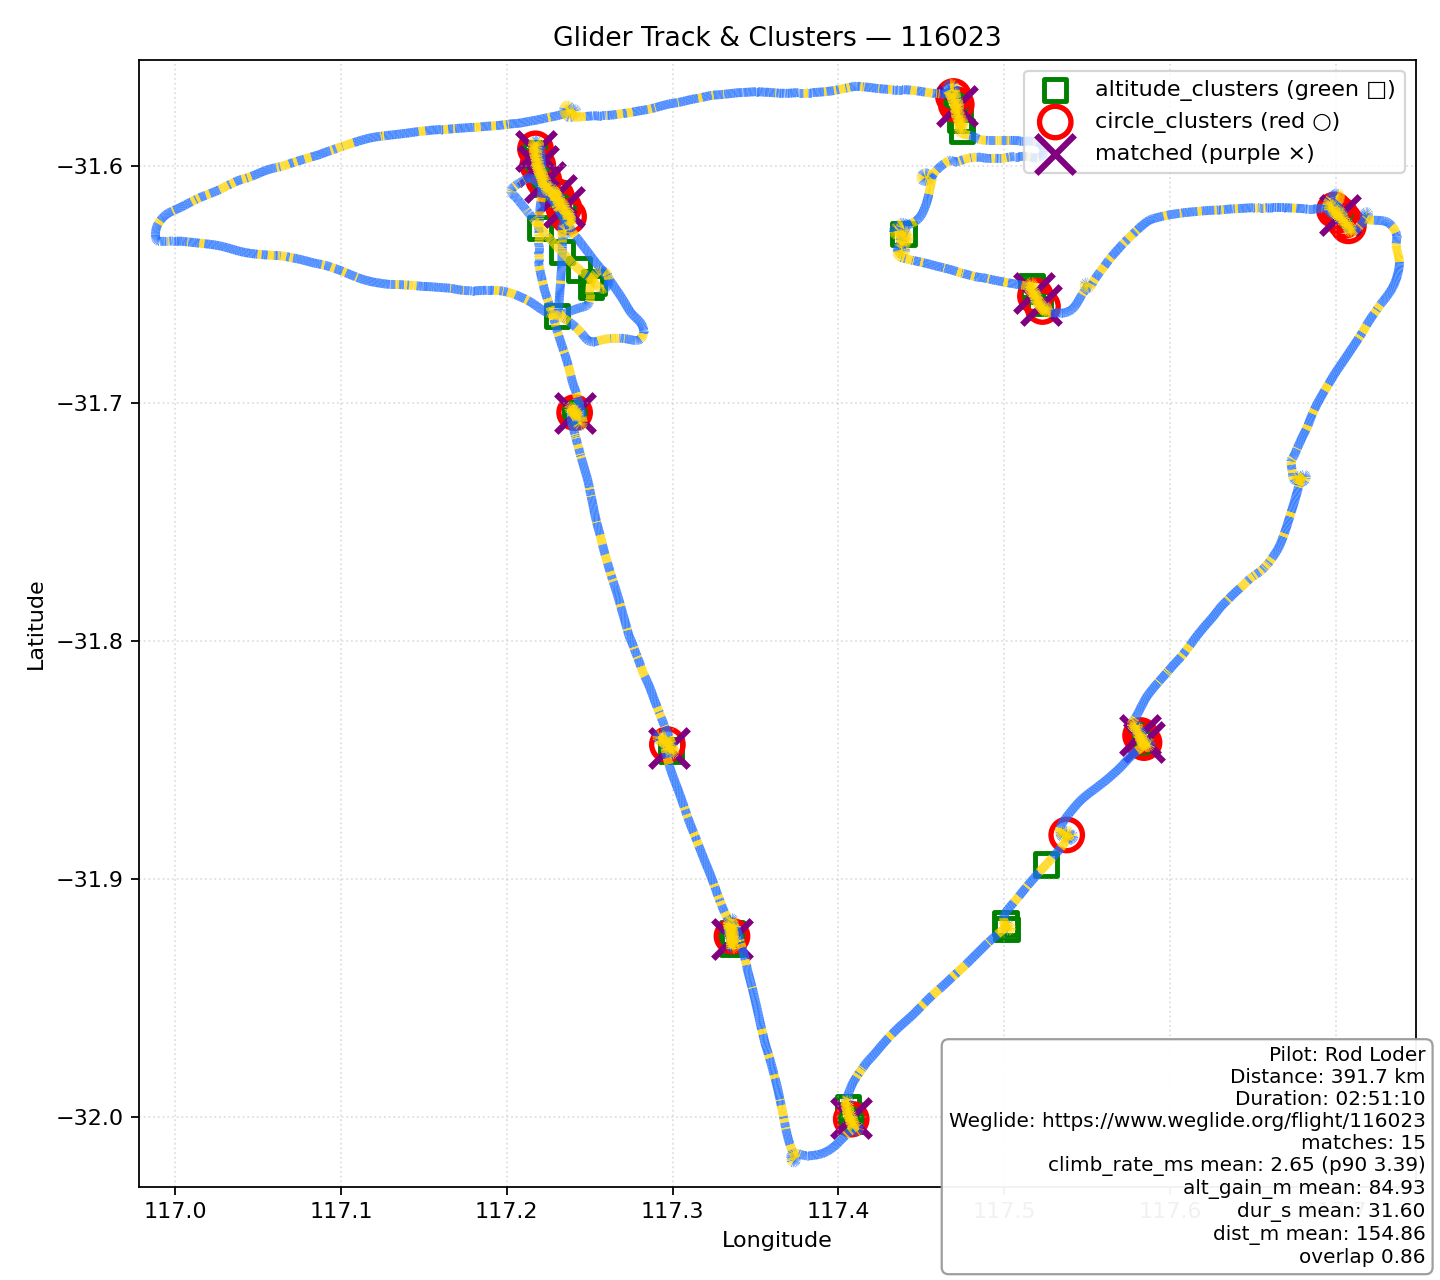 Glider Track & Clusters — 116023
altitude_clusters (green □)
circle_clusters (red ○)
matched (purple ×)
−31.6
−31.7
−31.8
−31.9
−32.0
Latitude
117.0
117.1
117.2
117.3
117.4
117.5
117.6
Longitude
Pilot: Rod Loder
Distance: 391.7 km
Duration: 02:51:10
Weglide: https://www.weglide.org/flight/116023
matches: 15
climb_rate_ms mean: 2.65 (p90 3.39)
alt_gain_m mean: 84.93
dur_s mean: 31.60
dist_m mean: 154.86
overlap 0.86